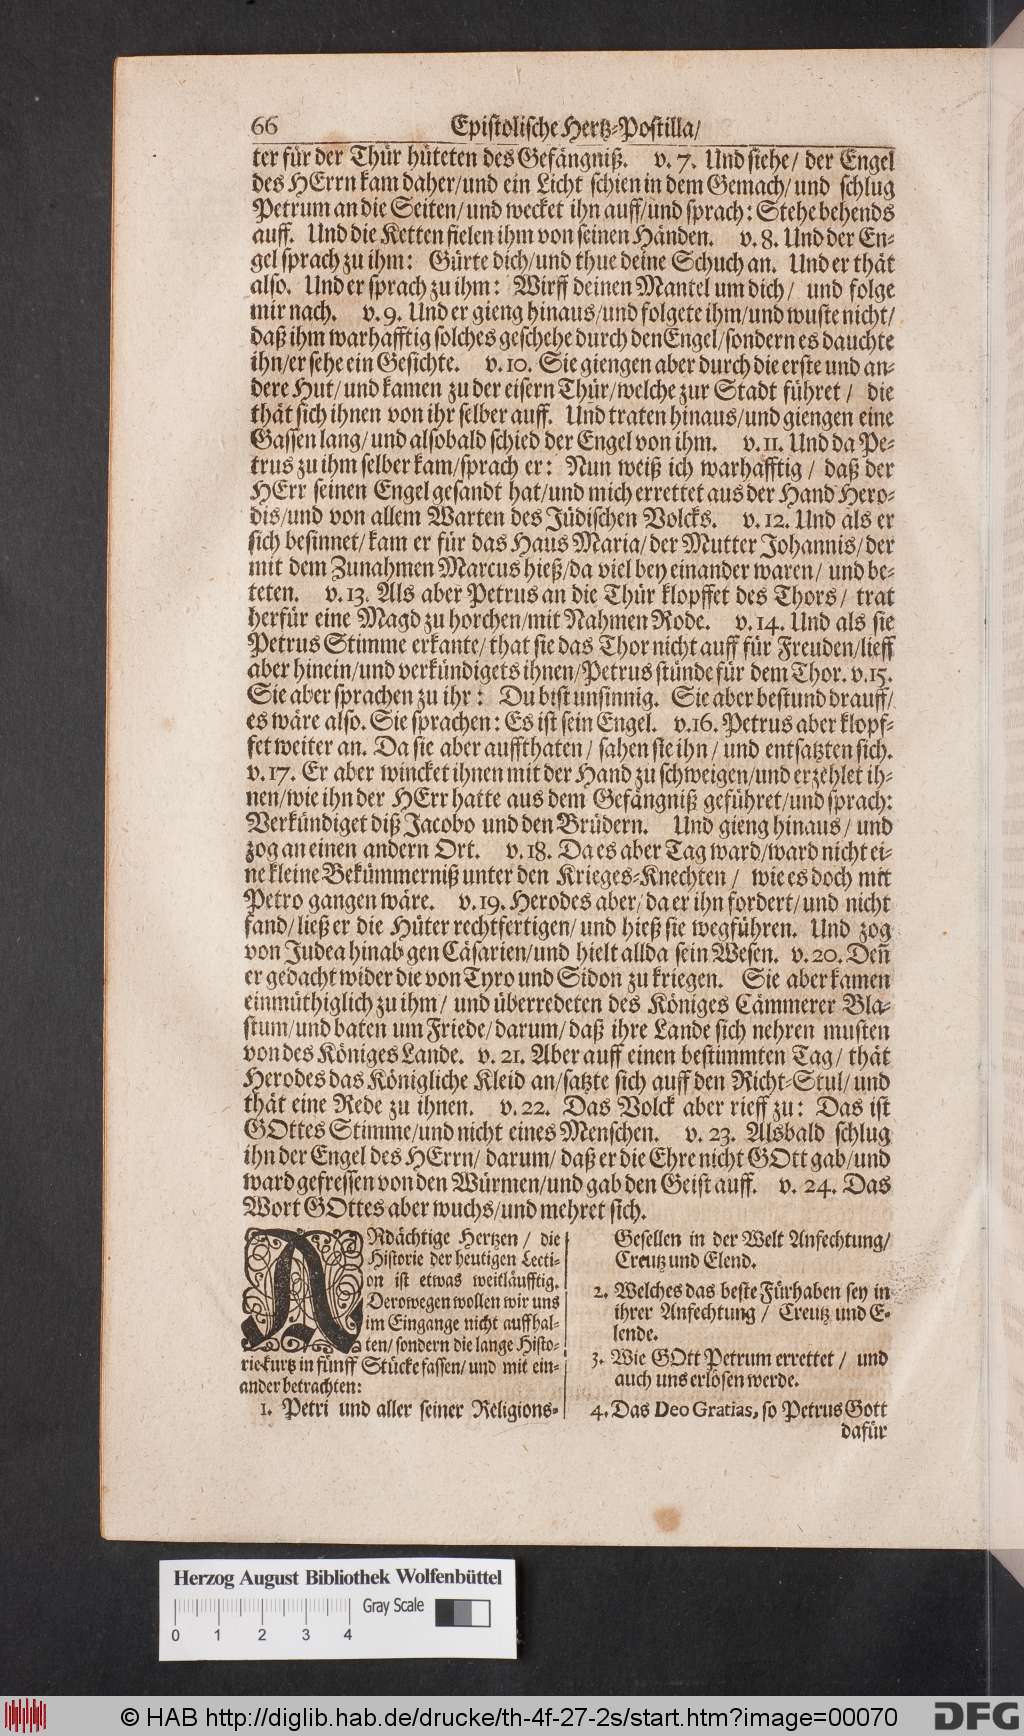 66 Epistolische Hertz-Postilla/
ter für der Thür hüteten des Gefängniß. v. 7. Und siehe/ der Engel
des HErrn kam daher/und ein Licht schien in dem Gemach/ und schlug
Petrum an die Seiten/ und wecket ihn auff/und sprach: Stehe behends
auff. Und die Ketten fielen ihm von seinen Händen. v. 8. Und der En-
gel sprach zu ihm: Gürte dich/und thue deine Schuch an. Und er thät
also. Und er sprach zu ihm: Wirff deinen Mantel um dich/ und folge
mir nach. v. 9. Und er gieng hinaus/und folgete ihm/und wuste nicht/
daß ihm warhafftig solches geschehe durch den Engel/sondern es dauchte
ihn/er sehe ein Gesichte. v. 10. Sie giengen aber durch die erste und an-
dere Hut/ und kamen zu der eisern Thür/welche zur Stadt führet/ die
thät sich ihnen von ihr selber auff. Und traten hinaus/und giengen eine
Gassen lang/ und alsobald schied der Engel von ihm. v. 11. Und da Pe-
trus zu ihm selber kam/sprach er: Nun weiß ich warhafftig/ daß der
HErr seinen Engel gesandt hat/und mich errettet aus der Hand Hero-
dis/und von allem Warten des Jüdischen Volcks. v. 12. Und als er
sich besinnet/ kam er für das Haus Maria/ der Mutter Johannis/ der
mit dem Zunahmen Marcus hieß/da viel bey einander waren/ und be-
teten. v. 13. Als aber Petrus an die Thür klopffet des Thors/ trat
herfür eine Magd zu horchen/mit Nahmen Rode. v. 14. Und als sie
Petrus Stimme erkante/ that sie das Thor nicht auff für Freuden/lieff
aber hinein/und verkündigets ihnen/Petrus stünde für dem Thor. v. 15.
Sie aber sprachen zu ihr: Du bist unsinnig. Sie aber bestund drauff/
es wäre also. Sie sprachen: Es ist sein Engel. v. 16. Petrus aber klopf-
fet weiter an. Da sie aber auffthaten/ sahen sie ihn/ und entsatzten sich.
v. 17. Er aber wincket ihnen mit der Hand zu schweigen/und erzehlet ih-
nen/wie ihn der HErr hatte aus dem Gefängniß geführet/und sprach:
Verkündiget diß Jacobo und den Brüdern. Und gieng hinaus/ und
zog an einen andern Ort. v. 18. Da es aber Tag ward/ward nicht ei-
ne kleine Bekümmerniß unter den Krieges-Knechten/ wie es doch mit
Petro gangen wäre. v. 19. Herodes aber/ da er ihn fordert/und nicht
fand/ließ er die Hüter rechtfertigen/ und hieß sie wegführen. Und zog
von Judea hinab gen Cäsarien/und hielt allda sein Wesen. v. 20. Deñ
er gedacht wider die von Tyro und Sidon zu kriegen. Sie aber kamen
einmüthiglich zu ihm/ und überredeten des Königes Cämmerer Bla-
stum/und baten um Friede/darum/ daß ihre Lande sich nehren musten
von des Königes Lande. v. 21. Aber auff einen bestimmten Tag/ thät
Herodes das Königliche Kleid an/satzte sich auff den Richt-Stul/ und
thät eine Rede zu ihnen. v. 22. Das Volck aber rieff zu: Das ist
GOttes Stimme/und nicht eines Menschen. v. 23. Alsbald schlug
ihn der Engel des HErrn/ darum/ daß er die Ehre nicht GOtt gab/und
ward gefressen von den Würmen/und gab den Geist auff. v. 24. Das
Wort GOttes aber wuchs/und mehret sich.
ANdächtige Hertzen/ die
Historie der heutigen Lecti-
on ist etwas weitläufftig.
Derowegen wollen wir uns
im Eingange nicht auffhal-
ten/sondern die lange Histo-
rie kurtz in fünff Stücke fassen/und mit ein-
ander betrachten:
1. Petri und aller seiner Religions-
Gesellen in der Welt Anfechtung/
Creutz und Elend.
2. Welches das beste Fürhaben sey in
ihrer Anfechtung/ Creutz und E-
lende.
3. Wie GOtt Petrum errettet/ und
auch uns erlösen werde.
4. Das Deo Gratias, so Petrus Gott
dafür
Herzog August Bibliothek Wolfenbüttel
Gray Scale
0 1 2 3 4
© HAB http://diglib.hab.de/drucke/th-4f-27-2s/start.htm?image=00070
DFG